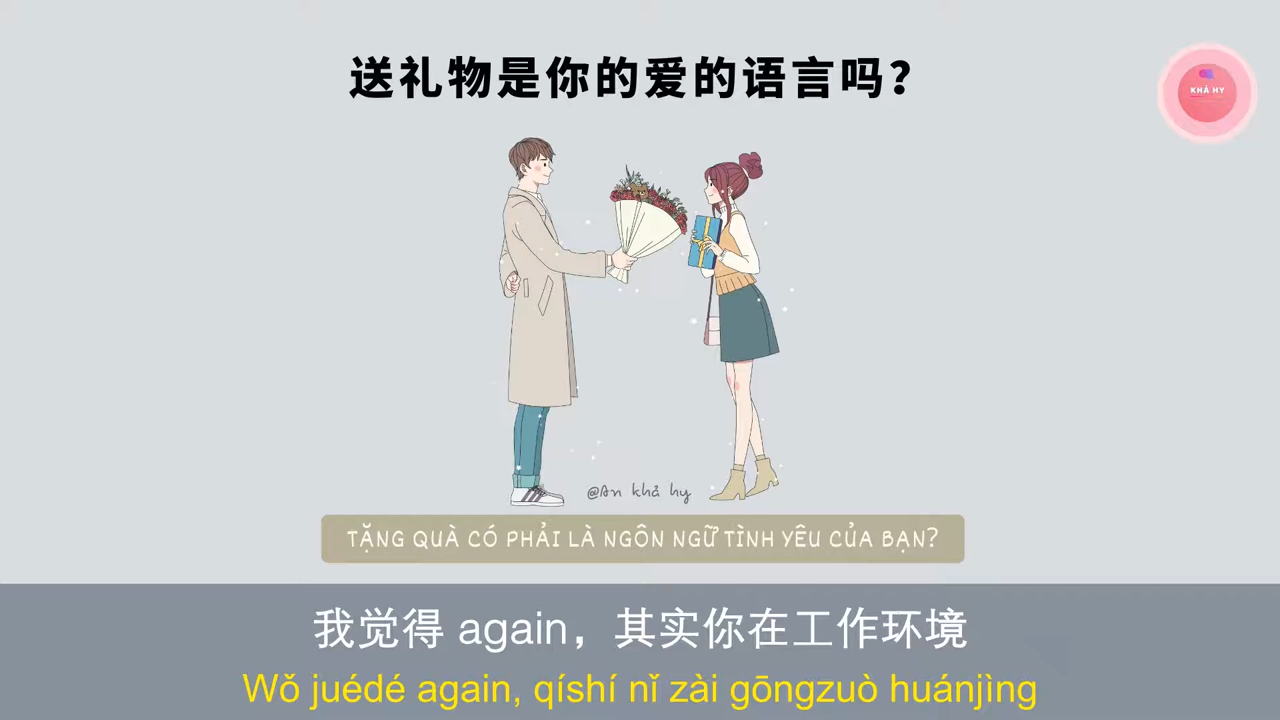 送礼物是你的爱的语言吗？
KHẢ HY
@An khả hy
TẶNG QUÀ CÓ PHẢI LÀ NGÔN NGỮ TÌNH YÊU CỦA BẠN?
我觉得 again，其实你在工作环境
Wǒ juédé again, qíshí nǐ zài gōngzuò huánjìng